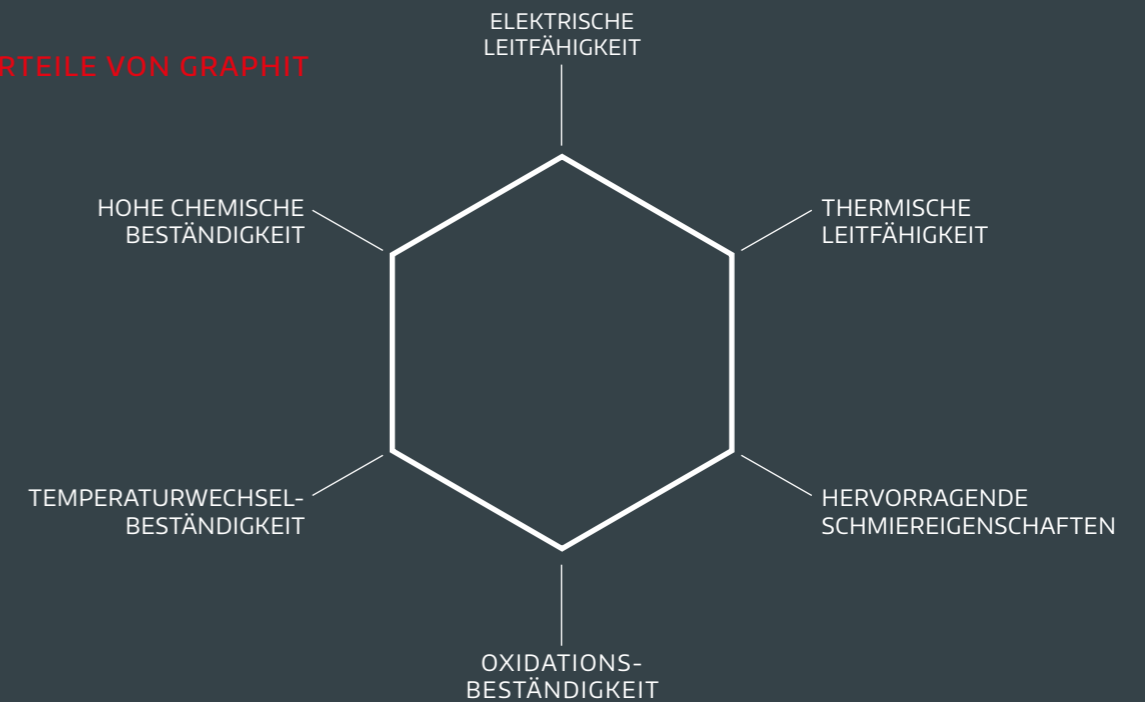 ELEKTRISCHE
LEITFÄHIGKEIT
RTEILE VON GRAPHIT
HOHE CHEMISCHE
BESTÄNDIGKEIT
THERMISCHE
LEITFÄHIGKEIT
TEMPERATURWECHSEL-
BESTÄNDIGKEIT
HERVORRAGENDE
SCHMIEREIGENSCHAFTEN
OXIDATIONS-
BESTÄNDIGKEIT